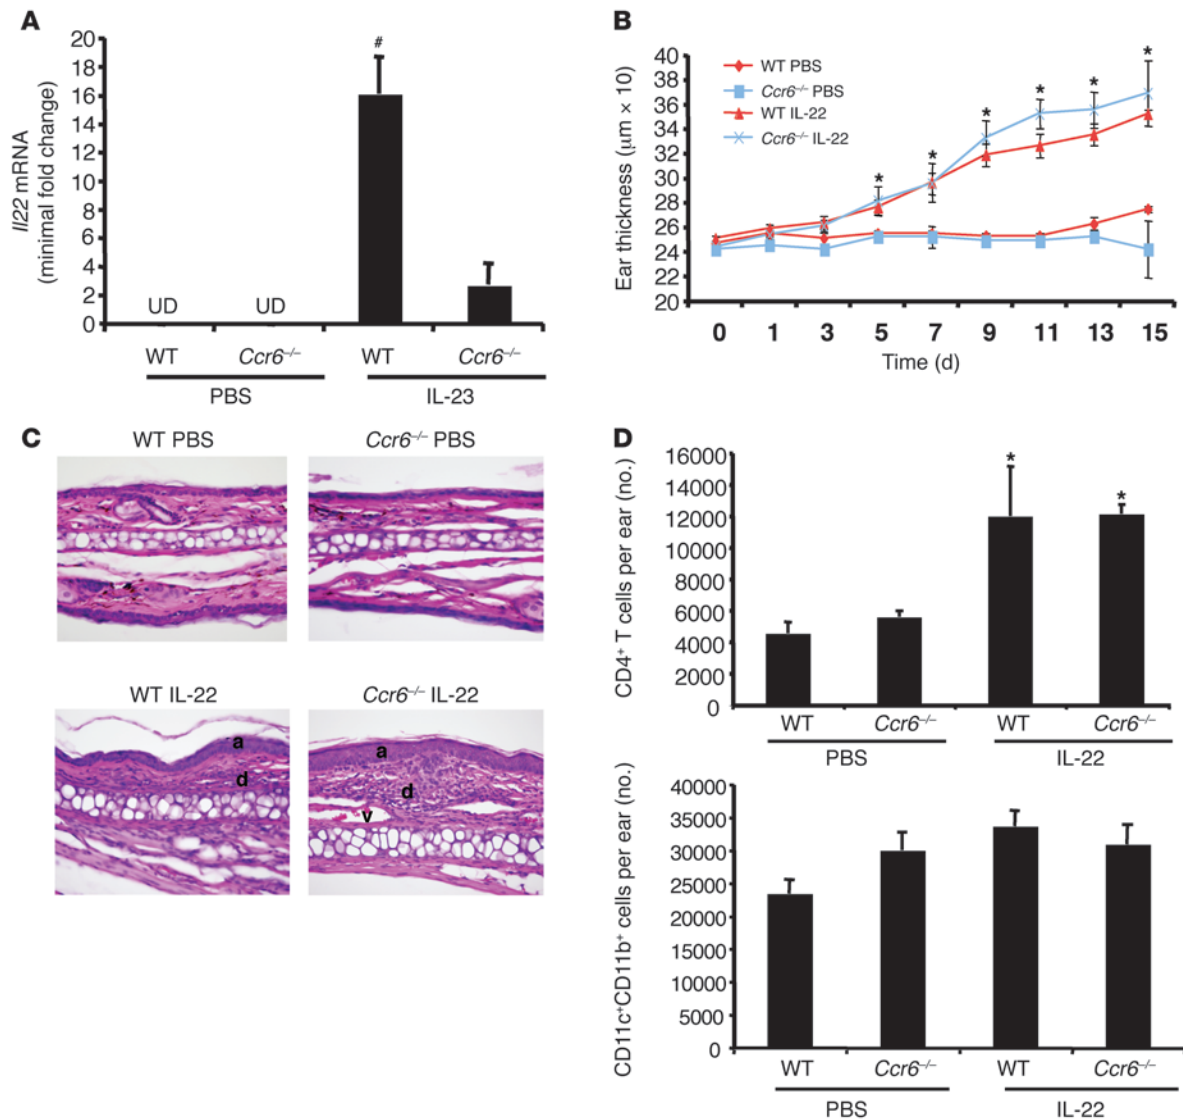 A
Il22 mRNA
(minimal fold change)
20
18
16
14
12
10
8
6
4
2
0
UD
UD
#
WT
Ccr6–/–
WT
Ccr6–/–
PBS
IL-23
B
Ear thickness (μm × 10)
40
38
36
34
32
30
28
26
24
22
20
WT PBS
Ccr6–/– PBS
WT IL-22
Ccr6–/– IL-22
* * * * * *
0 1 3 5 7 9 11 13 15
Time (d)
C
WT PBS
Ccr6–/– PBS
WT IL-22
Ccr6–/– IL-22
a
d
a
d
v
D
CD4+ T cells per ear (no.)
16000
14000
12000
10000
8000
6000
4000
2000
0
*
*
WT
Ccr6–/–
WT
Ccr6–/–
PBS
IL-22
CD11c+CD11b+ cells per ear (no.)
40000
35000
30000
25000
20000
15000
10000
5000
0
WT
Ccr6–/–
WT
Ccr6–/–
PBS
IL-22